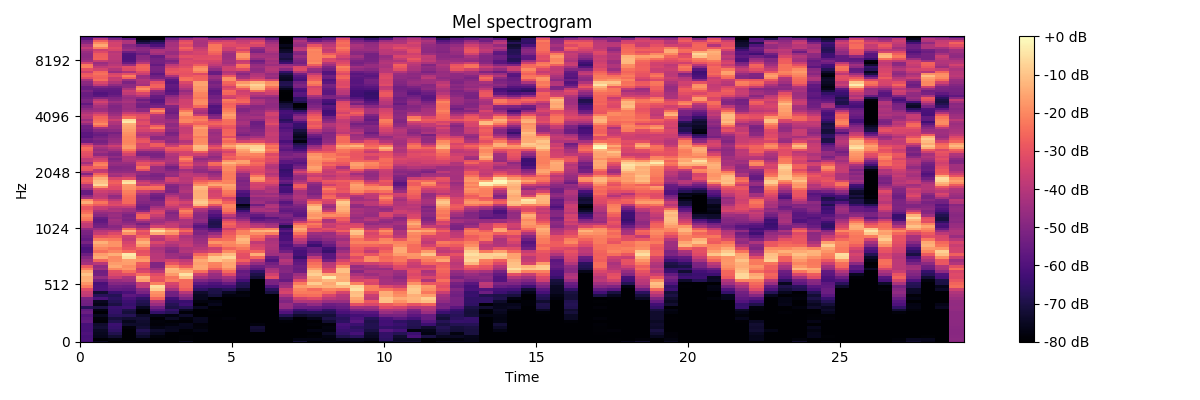 Mel spectrogram
Hz
8192
4096
2048
1024
512
0
0 5 10 15 20 25
Time
+0 dB
-10 dB
-20 dB
-30 dB
-40 dB
-50 dB
-60 dB
-70 dB
-80 dB